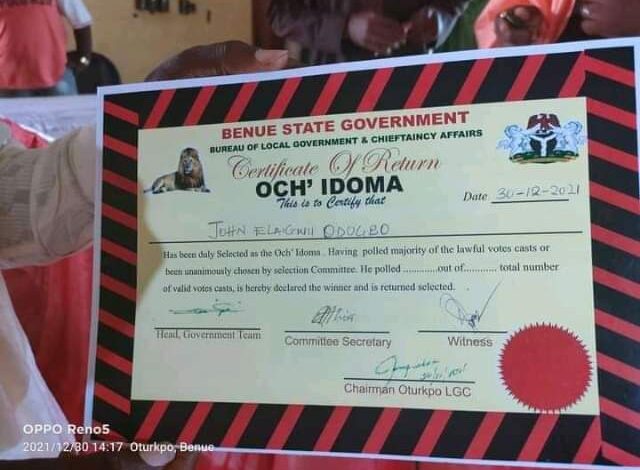 BENUE STATE GOVERNMENT
BUREAU OF LOCAL GOVERNMENT & CHIEFTAINCY AFFAIRS
Certificate Of Return
OCH' IDOMA
This is to Certify that
Date 30-12-2021
JOHN ELAIGWU ODOGBO
Has been daly Selected as the Och' Idoma . Having polled majority of the lawful votes casts or
been unanimously chosen by selection Committee. He polled .............out of............ total number
of valid votes casts, is hereby declared the winner and is returned selected.
Head, Government Team
Committee Secretary
Witness
Chairman Oturkpo LGC
OPPO Reno5
2021/12/30 14:17 Oturkpo, Benue